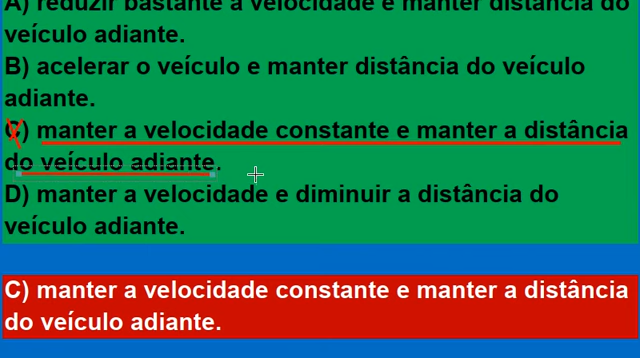 A) reduzir bastante a velocidade e manter distância do
veículo adiante.
B) acelerar o veículo e manter distância do veículo
adiante.
C) manter a velocidade constante e manter a distância
do veículo adiante.
D) manter a velocidade e diminuir a distância do
veículo adiante.
C) manter a velocidade constante e manter a distância
do veículo adiante.